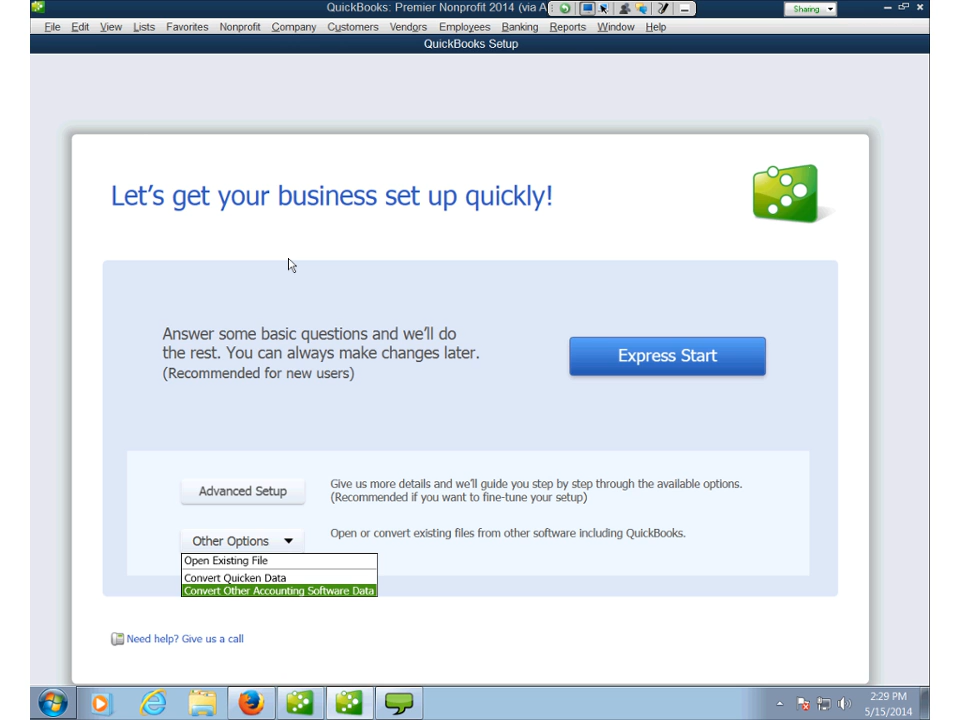 QuickBooks: Premier Nonprofit 2014 (via A
Sharing
File Edit View Lists Favorites Nonprofit Company Customers Vendors Employees Banking Reports Window Help
QuickBooks Setup
Let's get your business set up quickly!
Answer some basic questions and we'll do
the rest. You can always make changes later.
(Recommended for new users)
Express Start
Advanced Setup
Give us more details and we'll guide you step by step through the available options.
(Recommended if you want to fine-tune your setup)
Other Options
Open or convert existing files from other software including QuickBooks.
Open Existing File
Convert Quicken Data
Convert Other Accounting Software Data
Need help? Give us a call
2:29 PM
5/15/2014